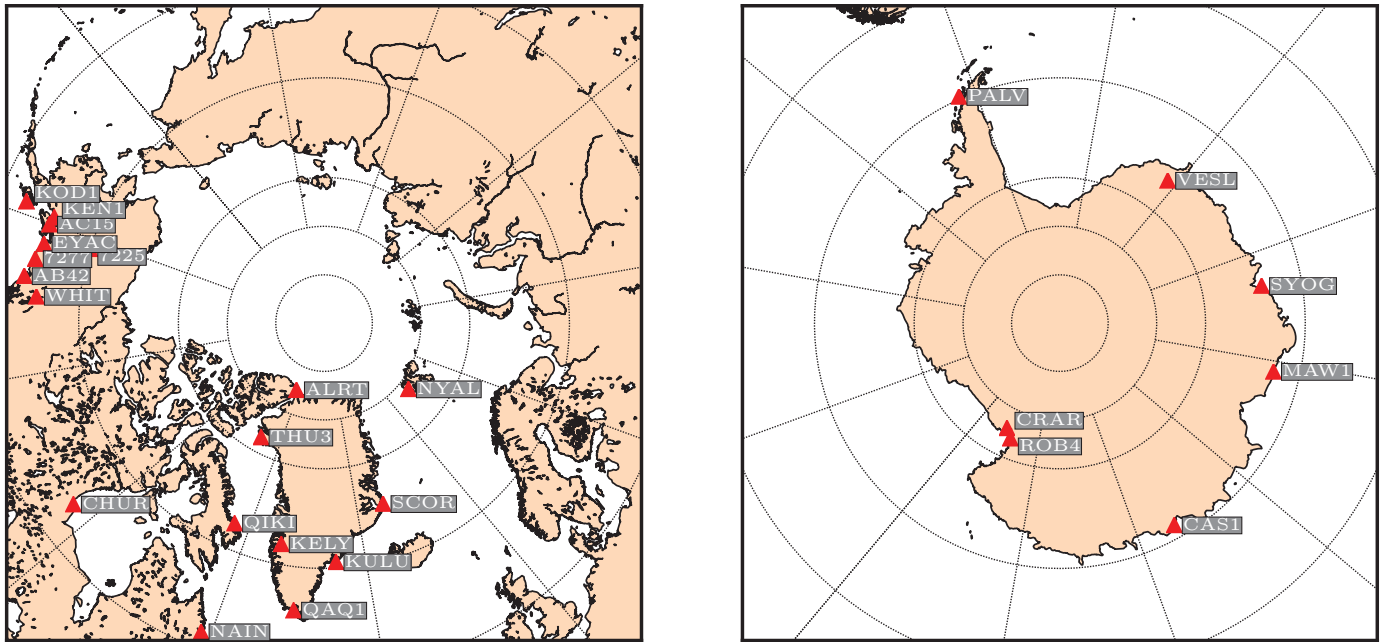 KOD1
KEN1
AC15
EYAC
7277 7225
AB42
WHIT
ALRT
NYAL
THU3
CHUR
SCOR
QIKI
KELY
KULU
QAQ1
NAIN
PALV
VESL
SYOG
MAW1
CRAR
ROB4
CAS1